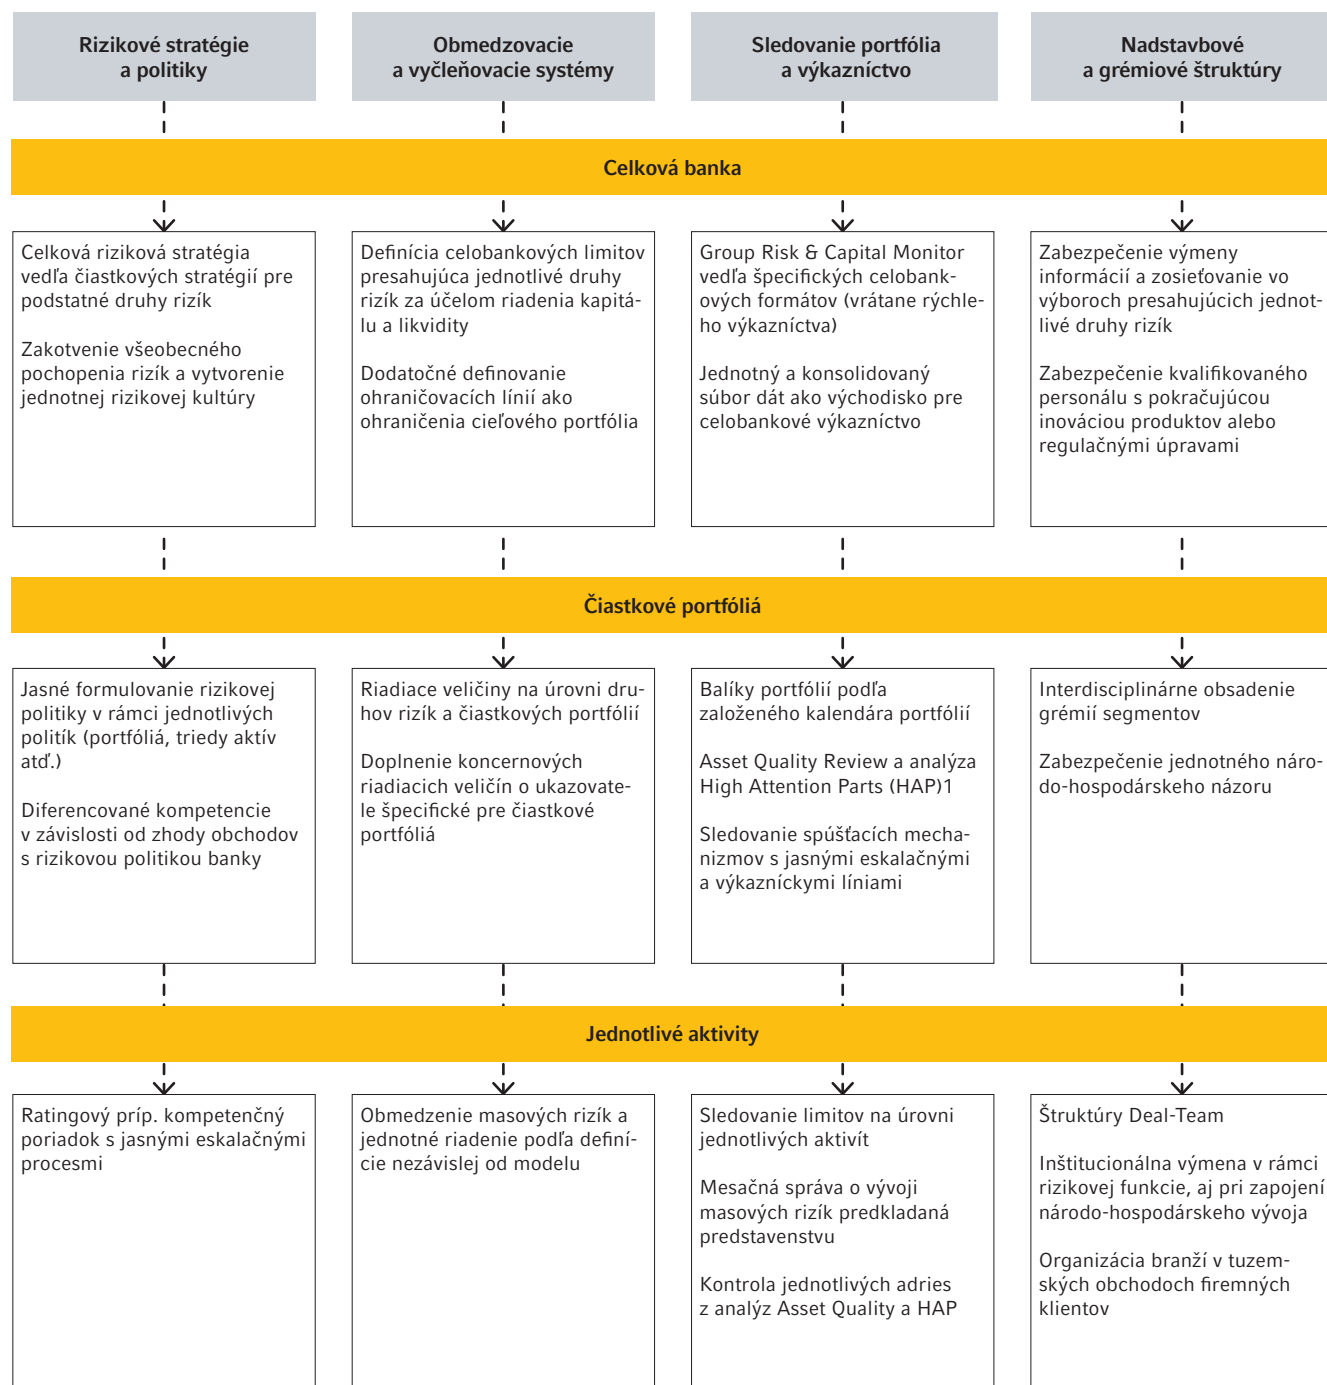 Rizikové stratégie
a politiky
Obmedzovacie
a vyčleňovacie systémy
Sledovanie portfólia
a výkazníctvo
Nadstavbové
a grémiové štruktúry
Celková banka
Celková riziková stratégia
vedľa čiastkových stratégií pre
podstatné druhy rizík
Zakotvenie všeobecného
pochopenia rizík a vytvorenie
jednotnej rizikovej kultúry
Definícia celobankových limitov
presahujúca jednotlivé druhy
rizík za účelom riadenia kapitá-
lu a likvidity
Dodatočné definovanie
ohraničovacích línií ako
ohraničenia cieľového portfólia
Group Risk & Capital Monitor
vedľa špecifických celobank-
ových formátov (vrátane rýchle-
ho výkazníctva)
Jednotný a konsolidovaný
súbor dát ako východisko pre
celobankové výkazníctvo
Zabezpečenie výmeny
informácií a zosieťovanie vo
výboroch presahujúcich jednot-
livé druhy rizík
Zabezpečenie kvalifikovaného
personálu s pokračujúcou
inováciou produktov alebo
regulačnými úpravami
Čiastkové portfóliá
Jasné formulovanie rizikovej
politiky v rámci jednotlivých
politík (portfóliá, triedy aktív
atď.)
Diferencované kompetencie
v závislosti od zhody obchodov
s rizikovou politikou banky
Riadiace veličiny na úrovni dru-
hov rizík a čiastkových portfólií
Doplnenie koncernových
riadiacich veličín o ukazovate-
le špecifické pre čiastkové
portfóliá
Balíky portfólií podľa
založeného kalendára portfólií
Asset Quality Review a analýza
High Attention Parts (HAP)1
Sledovanie spúšťacích mecha-
nizmov s jasnými eskalačnými
a výkazníckymi líniami
Interdisciplinárne obsadenie
grémií segmentov
Zabezpečenie jednotného náro-
do-hospodárskeho názoru
Jednotlivé aktivity
Ratingový príp. kompetenčný
poriadok s jasnými eskalačnými
procesmi
Obmedzenie masových rizík a
jednotné riadenie podľa definí-
cie nezávislej od modelu
Sledovanie limitov na úrovni
jednotlivých aktivít
Mesačná správa o vývoji
masových rizík predkladaná
predstavenstvu
Kontrola jednotlivých adries
z analýz Asset Quality a HAP
Štruktúry Deal-Team
Inštitucionálna výmena v rámci
rizikovej funkcie, aj pri zapojení
národo-hospodárskeho vývoja
Organizácia branží v tuzem-
ských obchodoch firemných
klientov